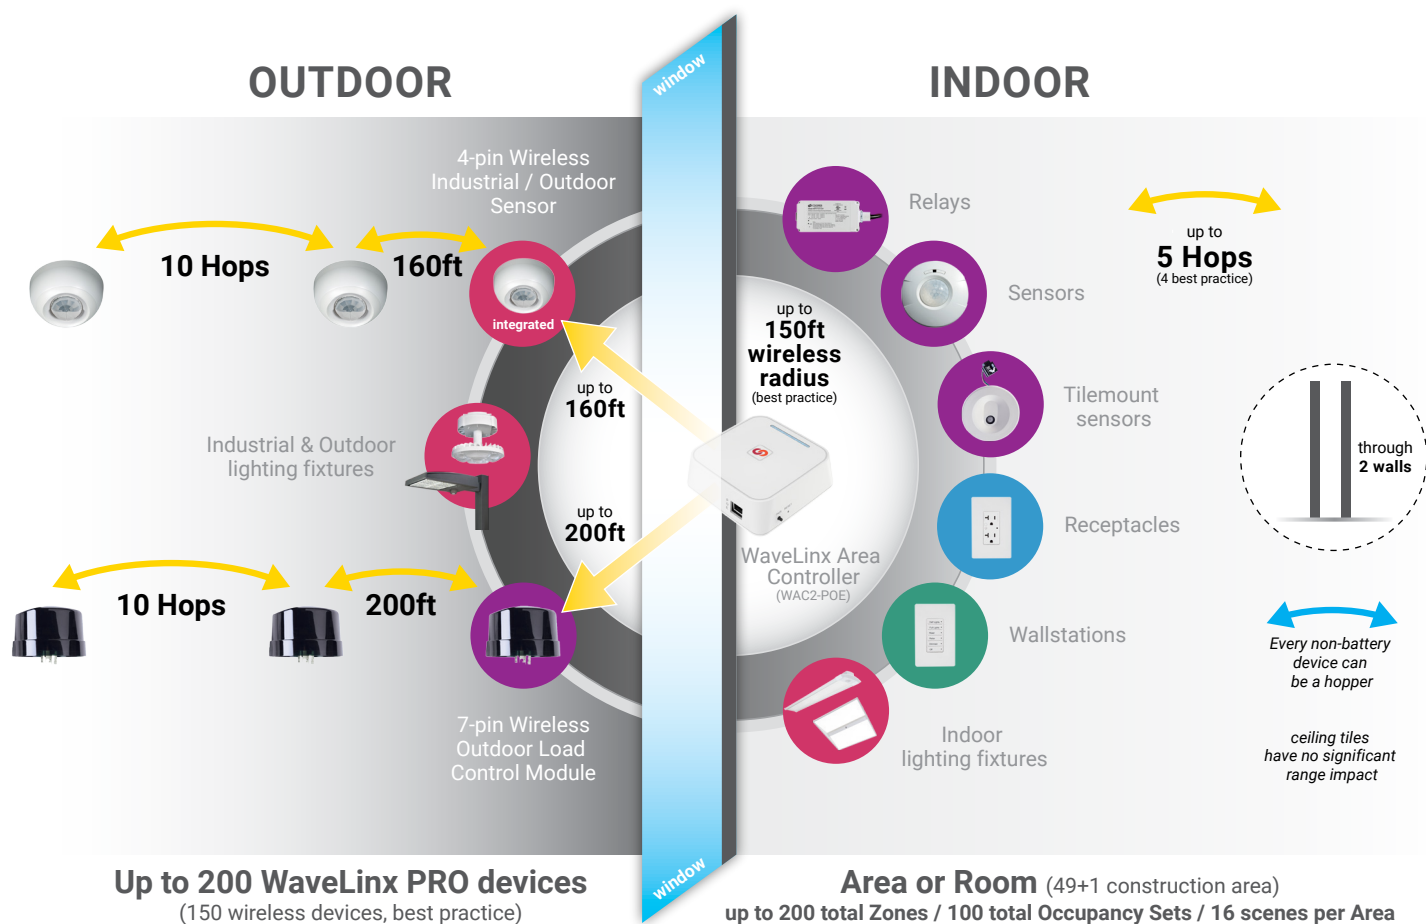 OUTDOOR
INDOOR
window
4-pin Wireless
Industrial / Outdoor
Sensor
10 Hops
160ft
integrated
up to
160ft
Industrial & Outdoor
lighting fixtures
up to
200ft
10 Hops
200ft
7-pin Wireless
Outdoor Load
Control Module
up to
150ft
wireless
radius
(best practice)
WaveLinx Area
Controller
(WAC2-POE)
Relays
Sensors
Tilemount
sensors
Receptacles
Wallstations
Indoor
lighting fixtures
up to
5 Hops
(4 best practice)
through
2 walls
Every non-battery
device can
be a hopper
ceiling tiles
have no significant
range impact
window
Up to 200 WaveLinx PRO devices
(150 wireless devices, best practice)
Area or Room (49+1 construction area)
up to 200 total Zones / 100 total Occupancy Sets / 16 scenes per Area